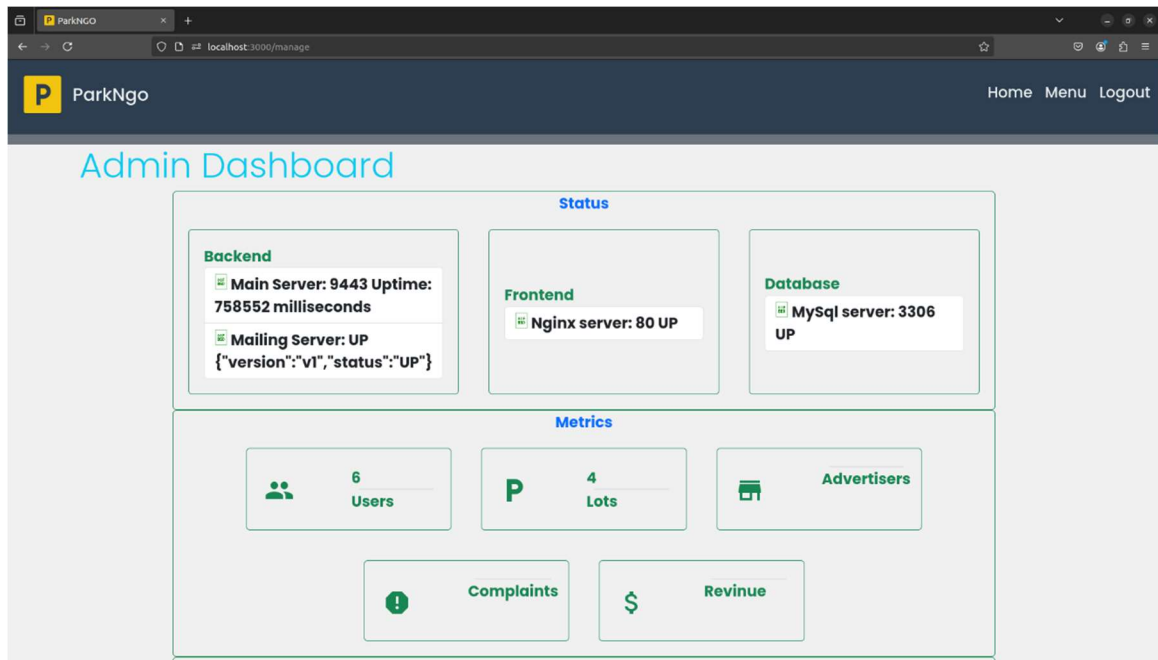 P ParkNGO
localhost:3000/manage
P ParkNgo
Home Menu Logout
Admin Dashboard
Status
Backend
Main Server: 9443 Uptime:
758552 milliseconds
Mailing Server: UP
{"version":"v1","status":"UP"}
Frontend
Nginx server: 80 UP
Database
MySql server: 3306
UP
Metrics
6
Users
P
4
Lots
Advertisers
Complaints
$
Revinue